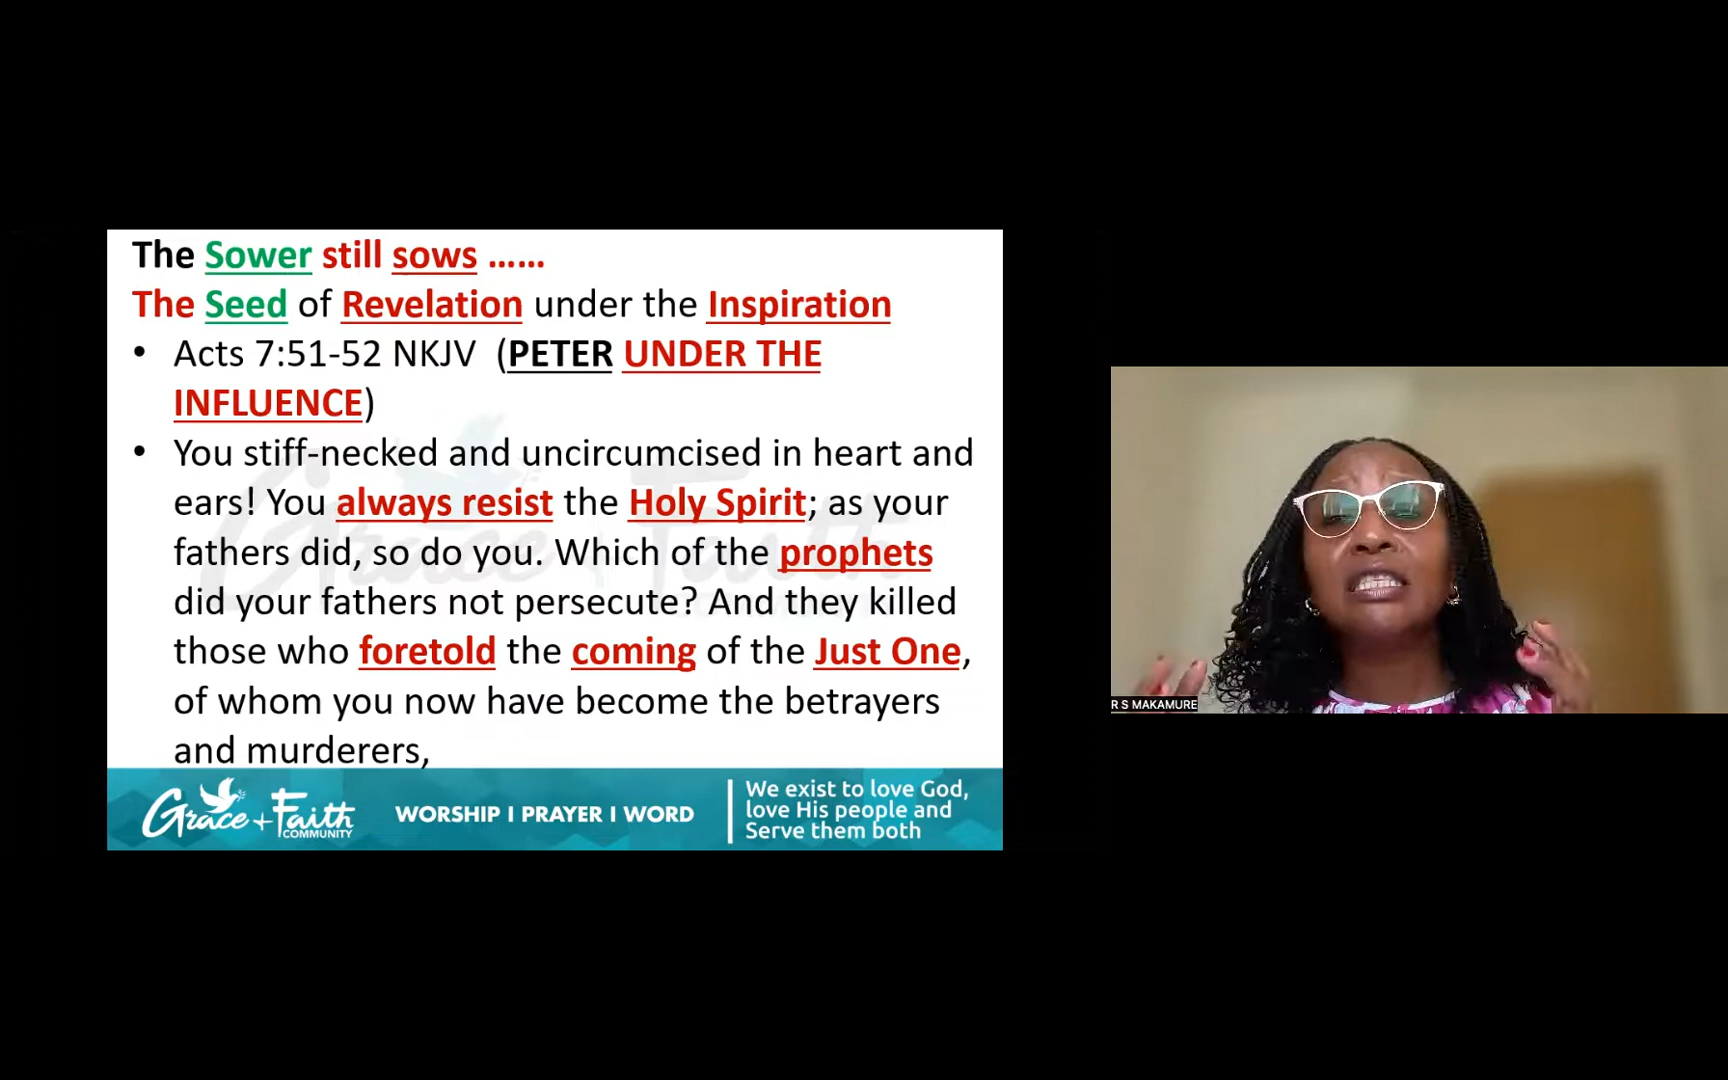 The Sower still sows ......
The Seed of Revelation under the Inspiration
• Acts 7:51-52 NKJV (PETER UNDER THE
INFLUENCE)
• You stiff-necked and uncircumcised in heart and
ears! You always resist the Holy Spirit; as your
fathers did, so do you. Which of the prophets
did your fathers not persecute? And they killed
those who foretold the coming of the Just One,
of whom you now have become the betrayers
and murderers,
Grace + Faith
COMMUNITY
WORSHIP I PRAYER I WORD
We exist to love God,
love His people and
Serve them both
R S MAKAMURE